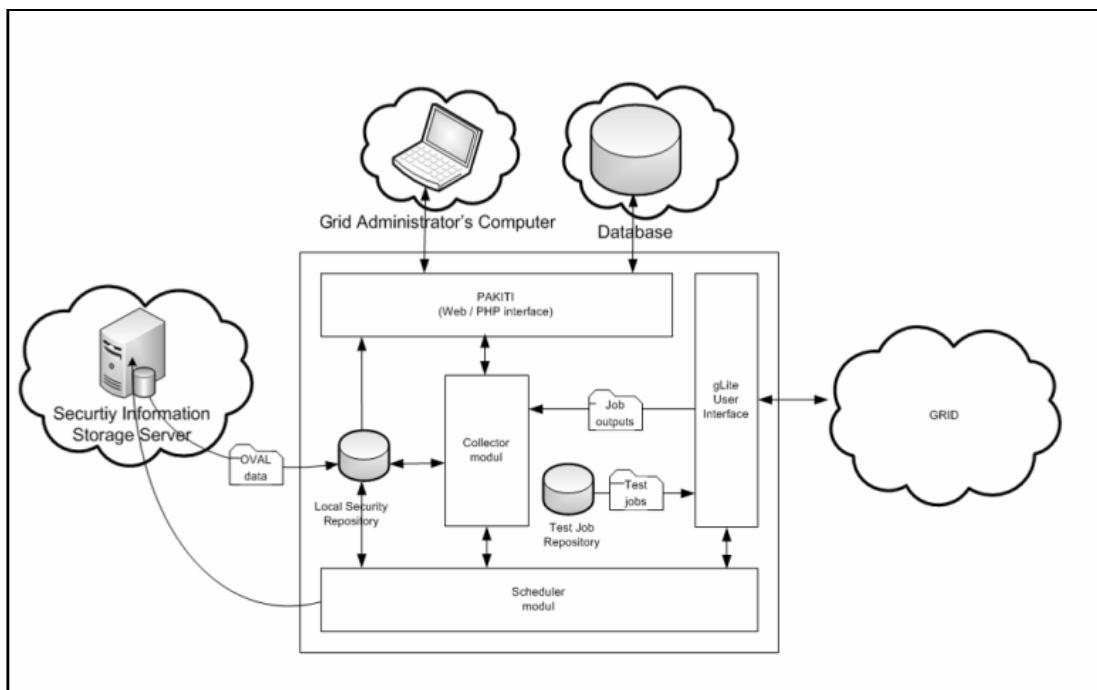 Grid Administrator's Computer
Database
PAKITI
(Web / PHP interface)
gLite
User
Interface
Securtiy Information
Storage Server
OVAL
data
Local Security
Repository
Collector
modul
Job
outputs
Test
jobs
Test Job
Repository
GRID
Scheduler
modul